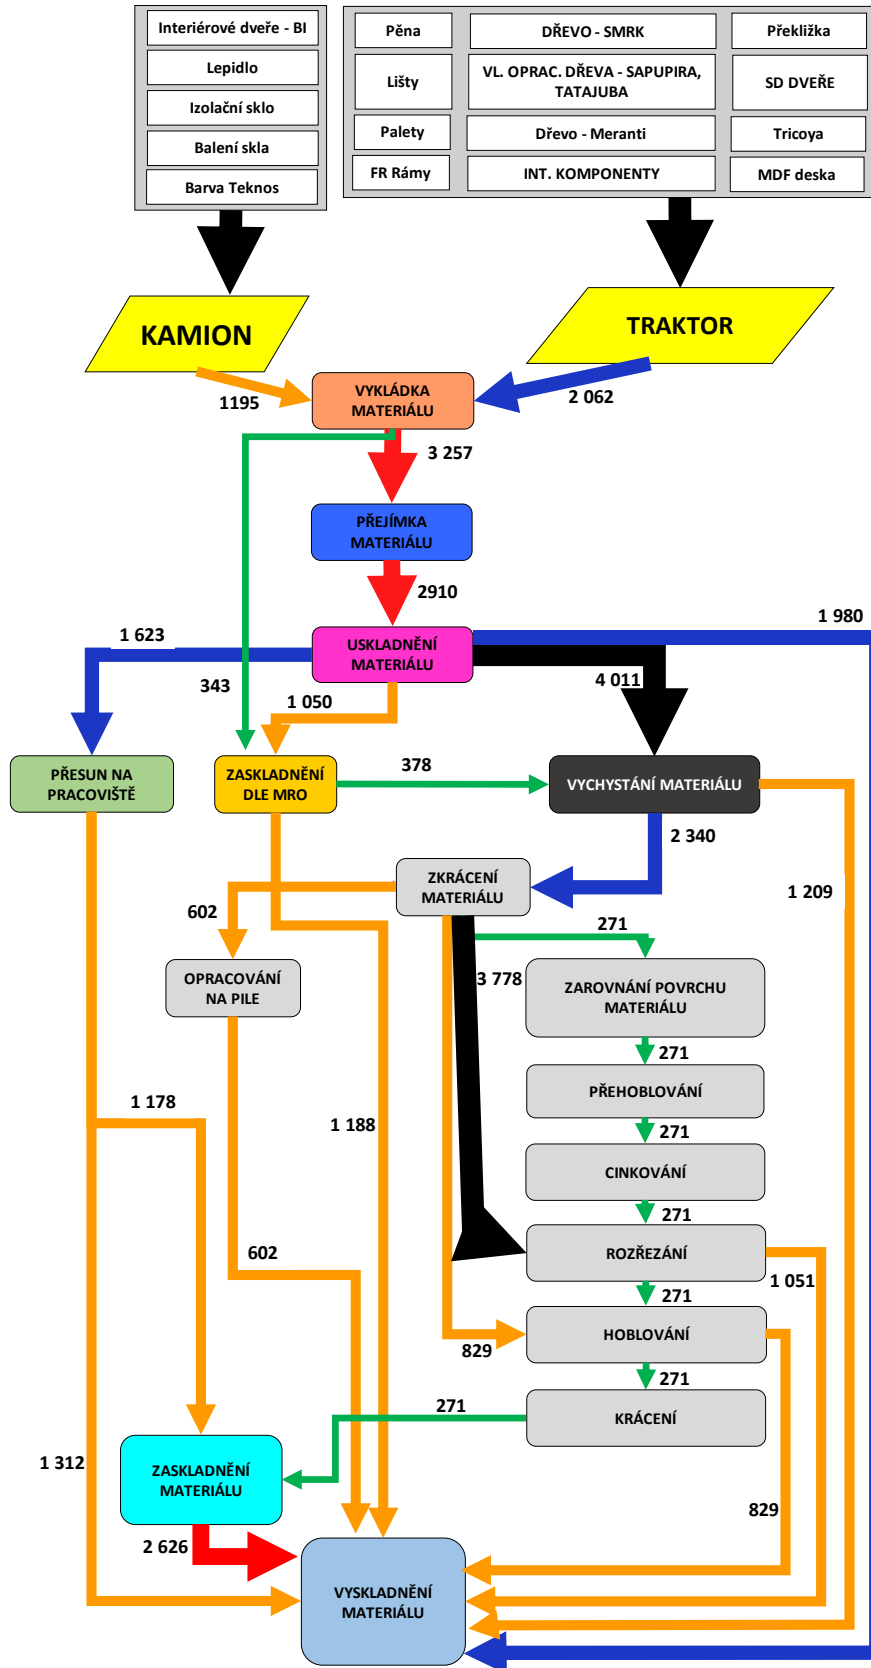 Interiérové dveře - BI
Lepidlo
Izolační sklo
Balení skla
Barva Teknos
Pěna
DŘEVO - SMRK
Překližka
Lišty
VL. OPRAC. DŘEVA - SAPUPIRA,
TATAJUBA
SD DVEŘE
Palety
Dřevo - Meranti
Tricoya
FR Rámy
INT. KOMPONENTY
MDF deska
KAMION
TRAKTOR
1195
VYKLÁDKA
MATERIÁLU
2 062
3 257
PŘEJÍMKA
MATERIÁLU
2910
1 623
USKLADNĚNÍ
MATERIÁLU
1 980
343
1 050
4 011
PŘESUN NA
PRACOVIŠTĚ
ZASKLADNĚNÍ
DLE MRO
378
VYCHYSTÁNÍ MATERIÁLU
2 340
ZKRÁCENÍ
MATERIÁLU
1 209
602
271
OPRACOVÁNÍ
NA PILE
3 778
ZAROVNÁNÍ POVRCHU
MATERIÁLU
271
PŘEHOBLOVÁNÍ
1 178
1 188
271
CINKOVÁNÍ
271
602
ROZŘEZÁNÍ
1 051
271
HOBLOVÁNÍ
829
271
271
KRÁCENÍ
1 312
ZASKLADNĚNÍ
MATERIÁLU
829
2 626
VYSKLADNĚNÍ
MATERIÁLU